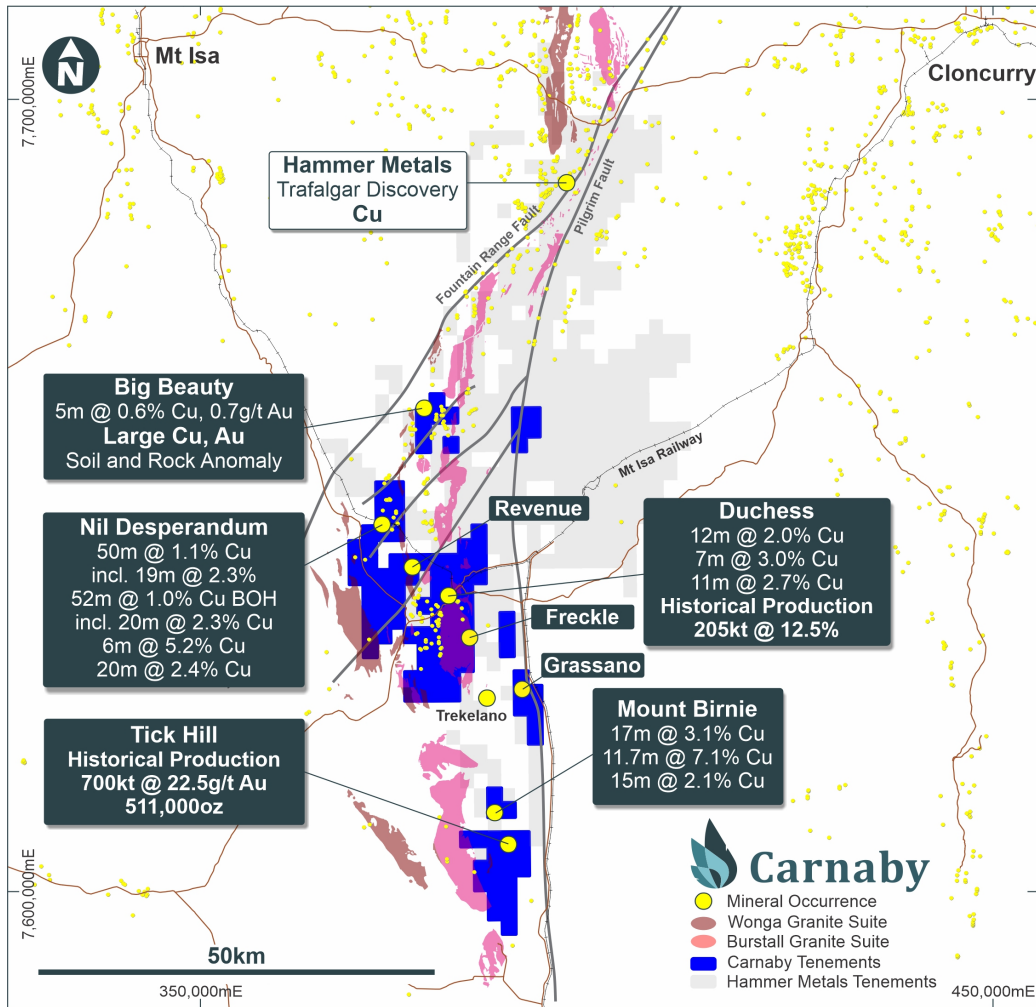 N
Mt Isa
Cloncurry
7,700,000mE
Hammer Metals
Trafalgar Discovery
Cu
Fountain Range Fault
Pilgrim Fault
Big Beauty
5m @ 0.6% Cu, 0.7g/t Au
Large Cu, Au
Soil and Rock Anomaly
Mt Isa Railway
Nil Desperandum
50m @ 1.1% Cu
incl. 19m @ 2.3%
52m @ 1.0% Cu BOH
incl. 20m @ 2.3% Cu
6m @ 5.2% Cu
20m @ 2.4% Cu
Revenue
Duchess
12m @ 2.0% Cu
7m @ 3.0% Cu
11m @ 2.7% Cu
Historical Production
205kt @ 12.5%
Freckle
Grassano
Trekelano
Mount Birnie
17m @ 3.1% Cu
11.7m @ 7.1% Cu
15m @ 2.1% Cu
Tick Hill
Historical Production
700kt @ 22.5g/t Au
511,000oz
7,600,000mE
Carnaby
Mineral Occurrence
Wonga Granite Suite
Burstall Granite Suite
Carnaby Tenements
Hammer Metals Tenements
50km
350,000mE
450,000mE